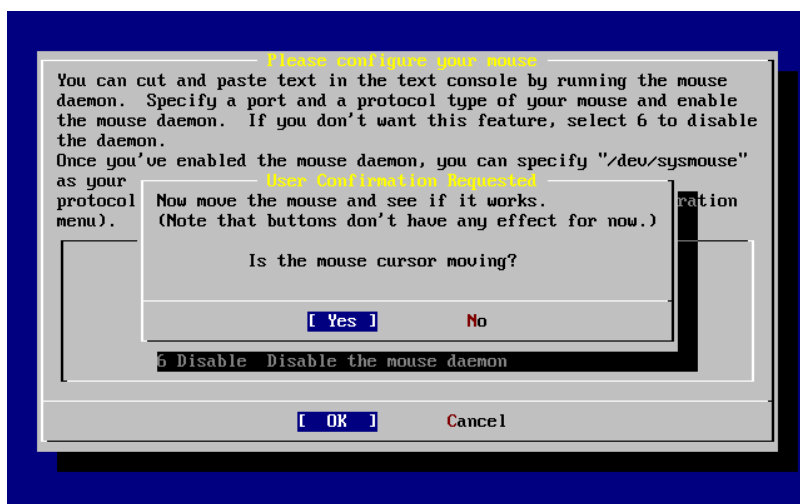 Please configure your mouse
You can cut and paste text in the text console by running the mouse
daemon.  Specify a port and a protocol type of your mouse and enable
the mouse daemon.  If you don't want this feature, select 6 to disable
the daemon.
Once you've enabled the mouse daemon, you can specify "/dev/sysmouse"
as your
User Confirmation Requested
protocol
ration
menu).
Now move the mouse and see if it works.
(Note that buttons don't have any effect for now.)
Is the mouse cursor moving?
[ Yes ]    No
6 Disable  Disable the mouse daemon
[  OK  ]    Cancel